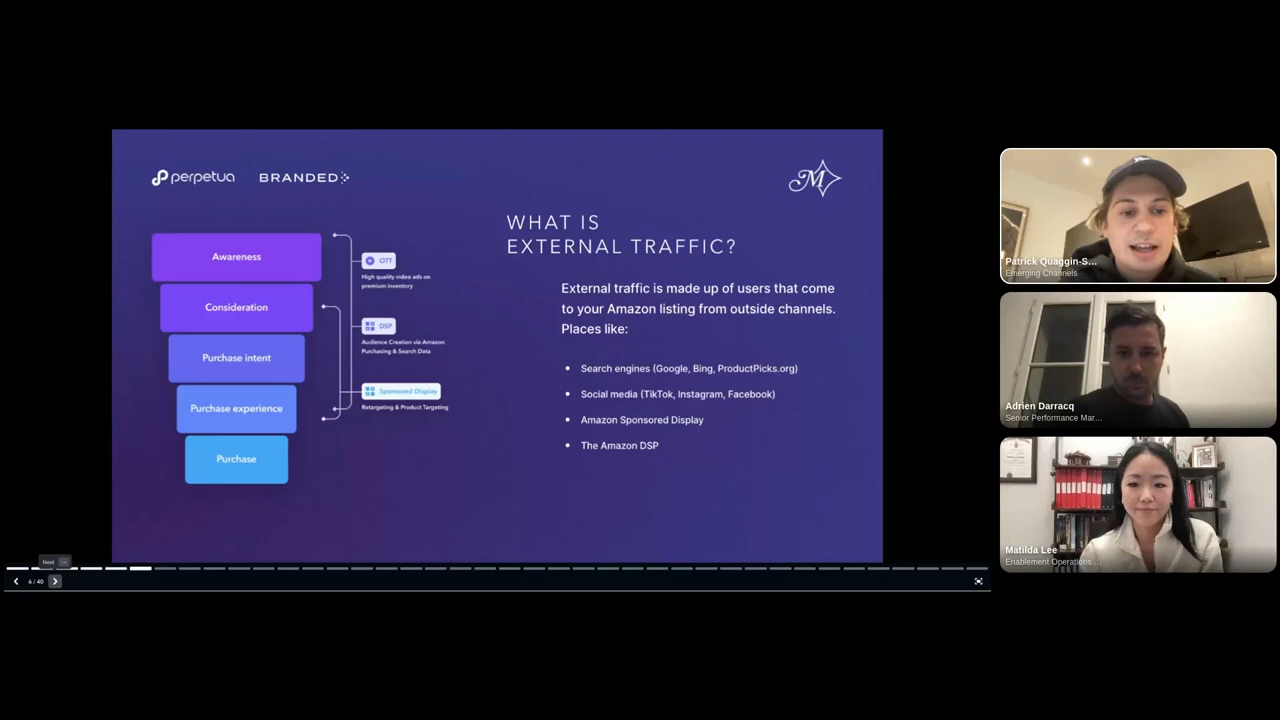 perpetua
BRANDED
M
WHAT IS
EXTERNAL TRAFFIC?
Awareness
Consideration
Purchase intent
Purchase experience
Purchase
OTT
High quality video ads on
premium inventory
DSP
Audience Creation via Amazon
Purchasing & Search Data
Sponsored Display
Retargeting & Product Targeting
External traffic is made up of users that come
to your Amazon listing from outside channels.
Places like:
• Search engines (Google, Bing, ProductPicks.org)
• Social media (TikTok, Instagram, Facebook)
• Amazon Sponsored Display
• The Amazon DSP
Next
6 / 40
Patrick Quaggin-S...
Emerging Channels
Adrien Darracq
Senior Performance Mar...
Matilda Lee
Enablement Operations ...